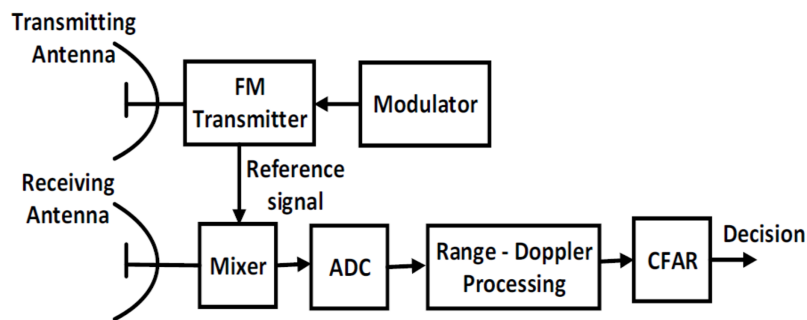 Transmitting
Antenna
FM
Transmitter
Modulator
Reference
signal
Receiving
Antenna
Mixer
ADC
Range - Doppler
Processing
CFAR
Decision